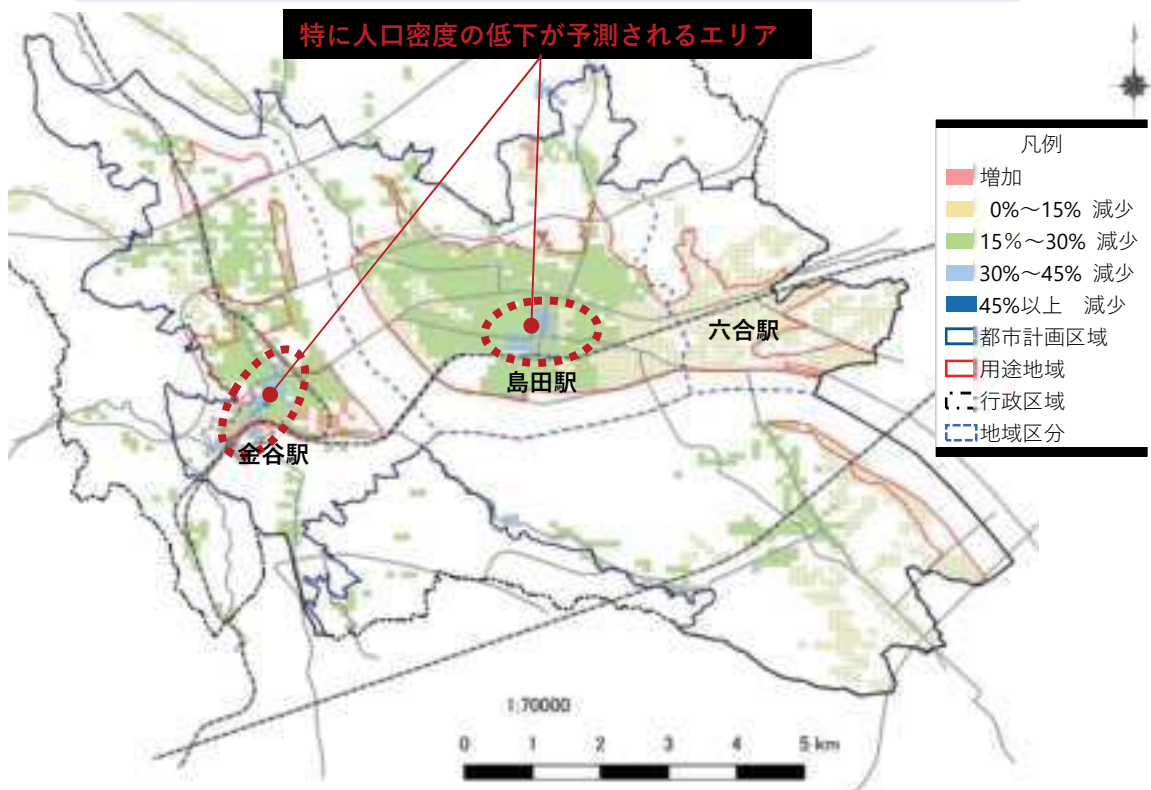 特に人口密度の低下が予測されるエリア
凡例
増加
0%～15% 減少
15%～30% 減少
30%～45% 減少
45%以上 減少
都市計画区域
用途地域
行政区域
地域区分
六合駅
島田駅
金谷駅
1:70000
0 1 2 3 4 5 km